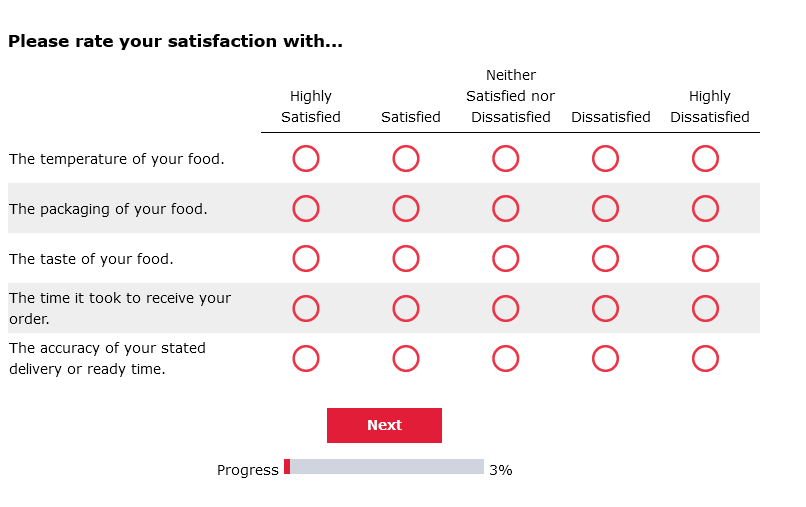 Please rate your satisfaction with...
Highly Satisfied
Satisfied
Neither Satisfied nor Dissatisfied
Dissatisfied
Highly Dissatisfied
The temperature of your food.
The packaging of your food.
The taste of your food.
The time it took to receive your
order.
The accuracy of your stated
delivery or ready time.
Next
Progress 3%